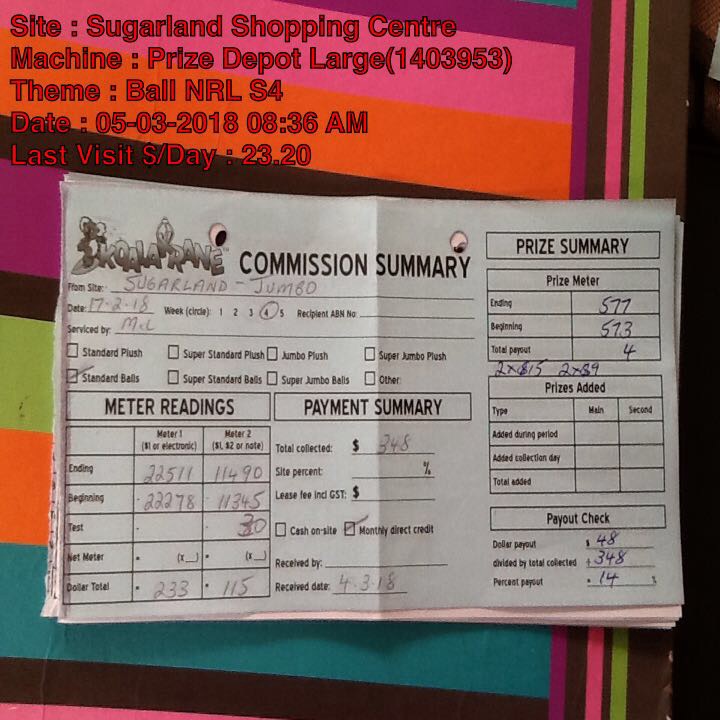 Site : Sugarland Shopping Centre
Machine : Prize Depot Large(1403953)
Theme : Ball NRL S4
Date : 05-03-2018 08:36 AM
Last Visit $/Day : 23.20
KOALA KRANE™
COMMISSION SUMMARY
From Site: SUGARLAND - JUMBO
Date: 17-2-18 Week (circle): 1 2 3 4 5 Recipient ABN No:
Serviced by:
Standard Plush Super Standard Plush Jumbo Plush Super Jumbo Plush
Standard Balls Super Standard Balls Super Jumbo Balls Other:
METER READINGS
Meter 1 Meter 2
($1 or electronic) ($1, $2 or note)
Ending 22511 11490
Beginning 22278 11345
Test 30
Net Meter = (x__) = (x__)
Dollar Total = 233 = 115
PAYMENT SUMMARY
Total collected: $ 348
Site percent: %
Lease fee incl GST: $
Cash on-site Monthly direct credit
Received by:
Received date: 4-3-18
PRIZE SUMMARY
Prize Meter
Ending 577
Beginning 573
Total payout 4
2x$15 2x$9
Prizes Added
Type Main Second
Added during period
Added collection day
Total added
Payout Check
Dollar payout $ 48
divided by total collected ÷ 348
Percent payout = 14 %